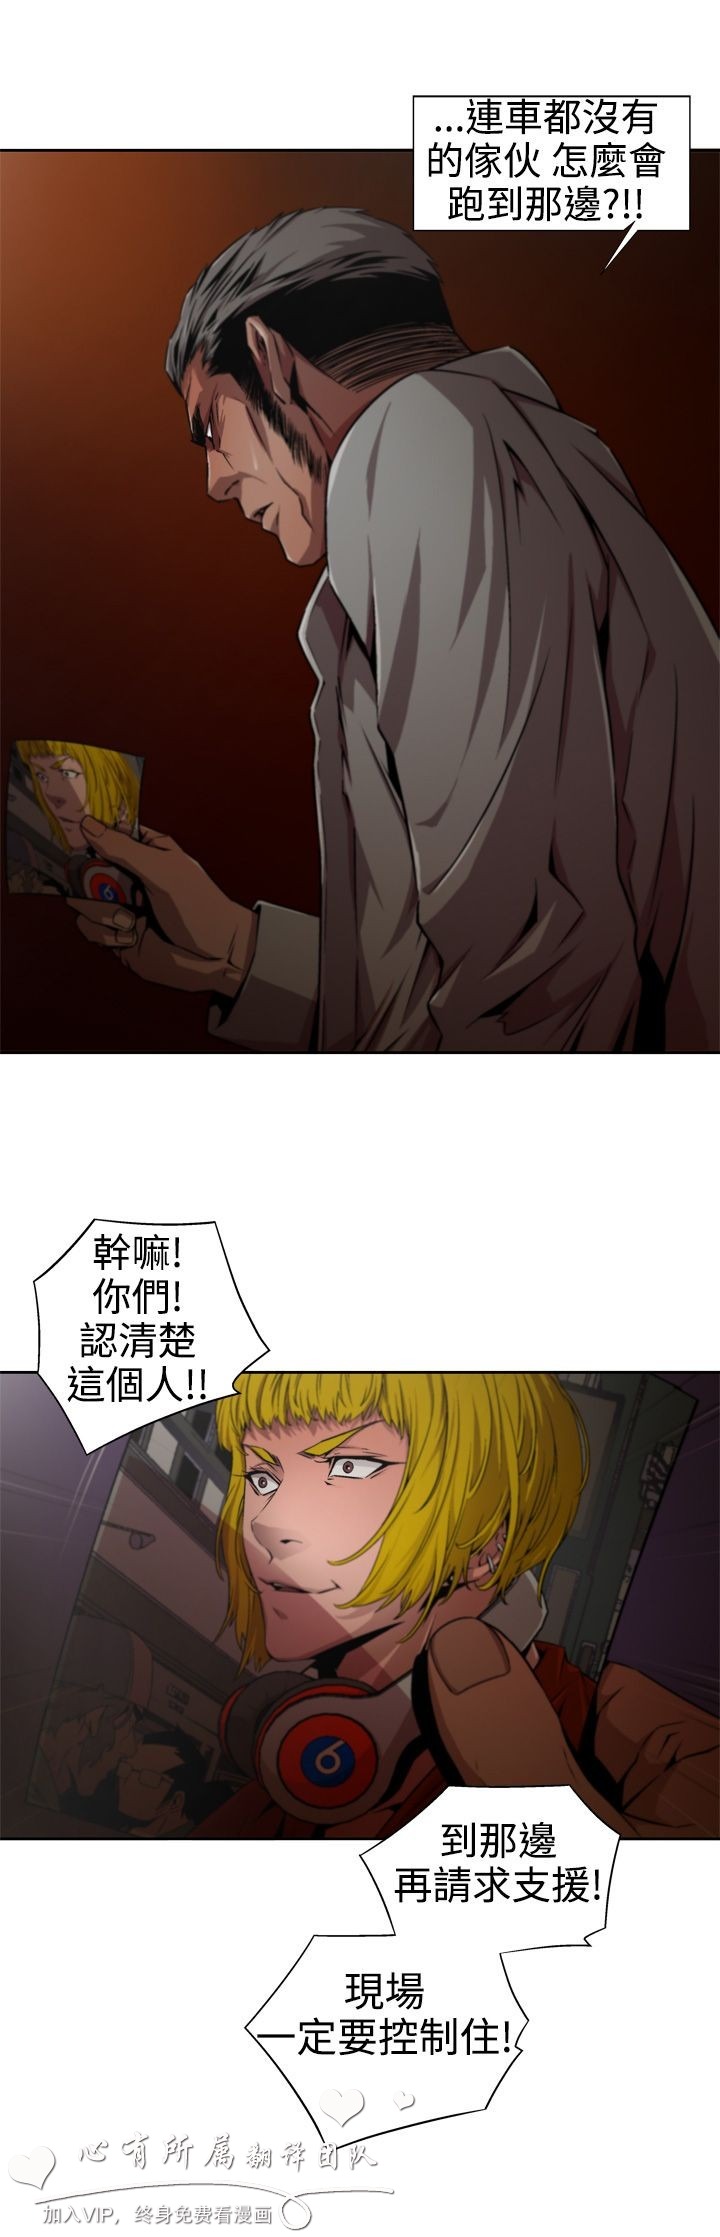 ...連車都沒有
的傢伙 怎麼會
跑到那邊?!!
幹嘛!
你們!
認清楚
這個人!!
6
到那邊
再請求支援!
現場
一定要控制住!
心有所属翻译团队
加入VIP，终身免费看漫画